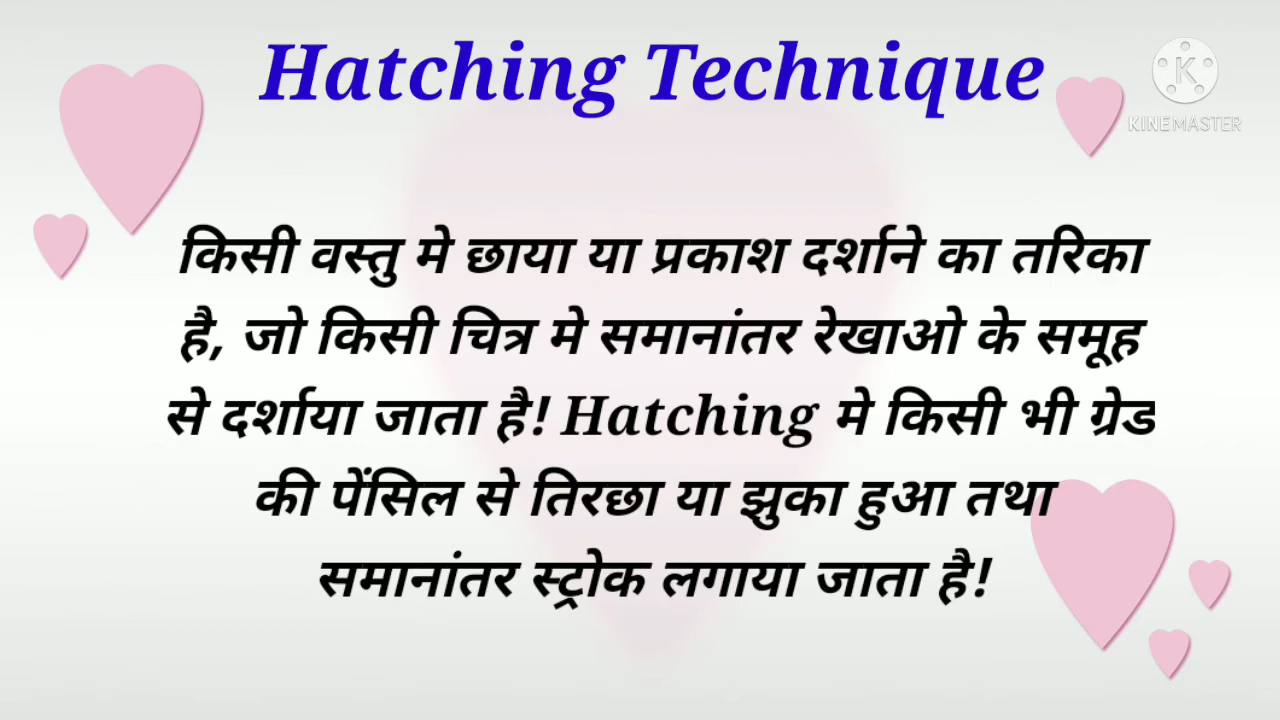 Hatching Technique
K
KINEMASTER
किसी वस्तु मे छाया या प्रकाश दर्शाने का तरिका
है, जो किसी चित्र मे समानांतर रेखाओ के समूह
से दर्शाया जाता है! Hatching मे किसी भी ग्रेड
की पेंसिल से तिरछा या झुका हुआ तथा
समानांतर स्ट्रोक लगाया जाता है!